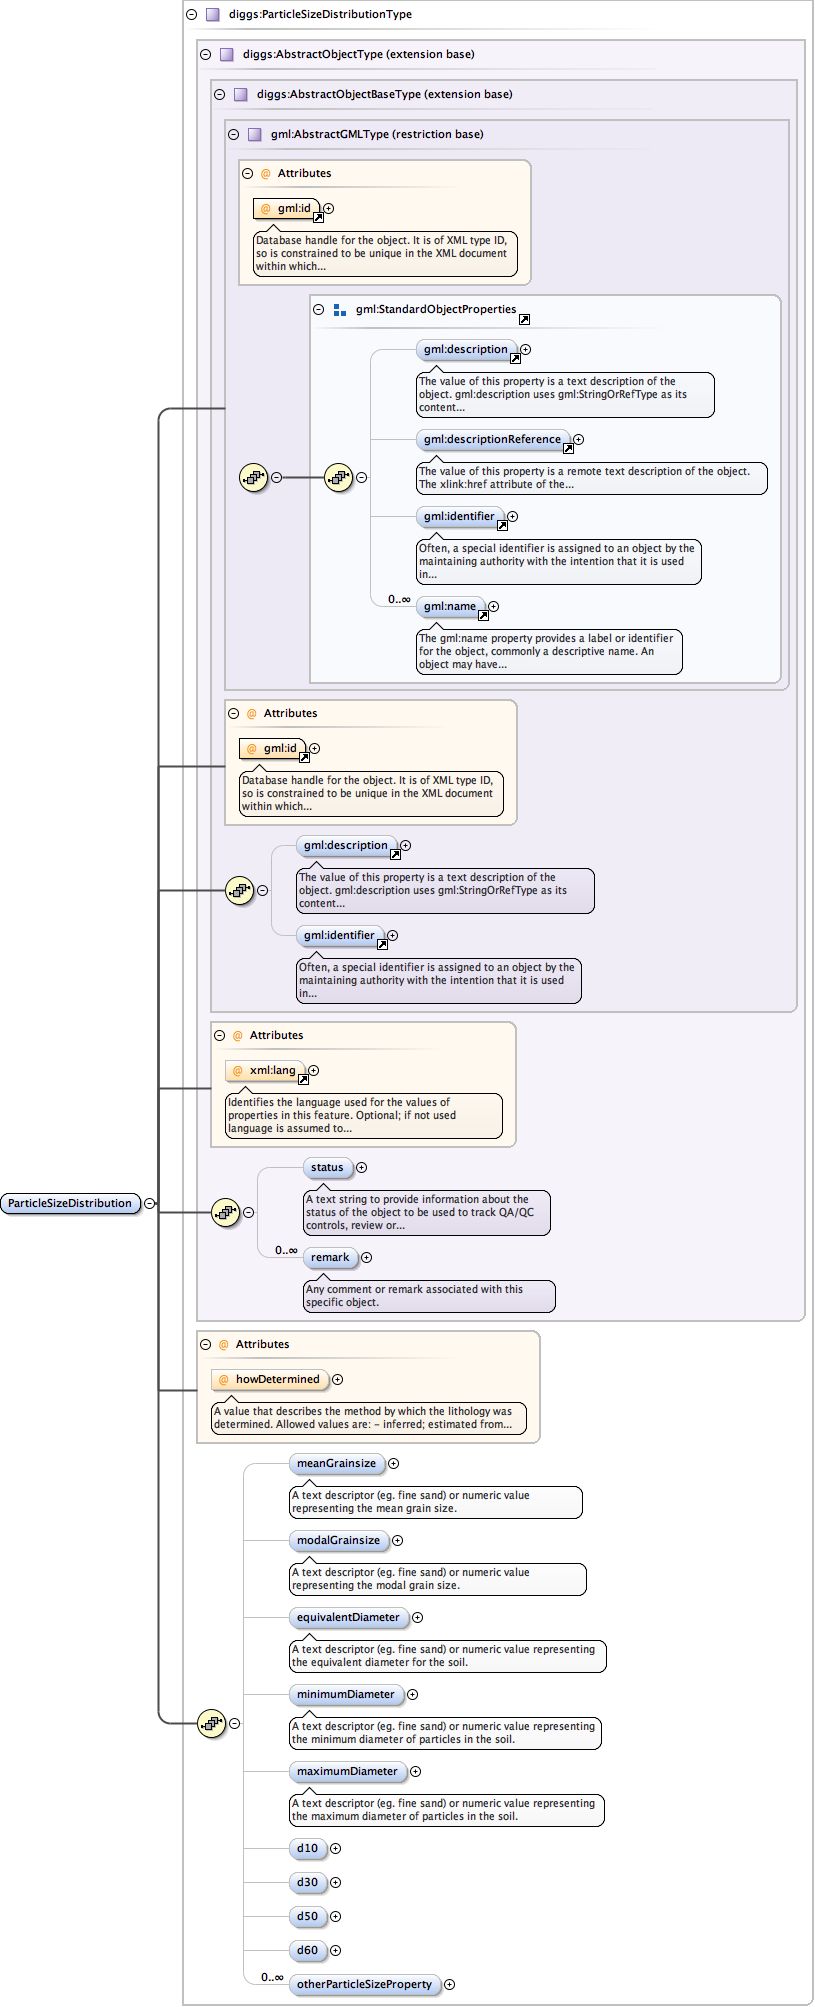 diggs:ParticleSizeDistributionType
diggs:AbstractObjectType (extension base)
diggs:AbstractObjectBaseType (extension base)
gml:AbstractGMLType (restriction base)
@ Attributes
@ gml:id
Database handle for the object. It is of XML type ID,
so is constrained to be unique in the XML document
within which...
gml:StandardObjectProperties
gml:description
The value of this property is a text description of the
object. gml:description uses gml:StringOrRefType as its
content...
gml:descriptionReference
The value of this property is a remote text description of the object.
The xlink:href attribute of the...
gml:identifier
Often, a special identifier is assigned to an object by the
maintaining authority with the intention that it is used
in...
0..∞
gml:name
The gml:name property provides a label or identifier
for the object, commonly a descriptive name. An
object may have...
@ Attributes
@ gml:id
Database handle for the object. It is of XML type ID,
so is constrained to be unique in the XML document
within which...
gml:description
The value of this property is a text description of the
object. gml:description uses gml:StringOrRefType as its
content...
gml:identifier
Often, a special identifier is assigned to an object by the
maintaining authority with the intention that it is used
in...
@ Attributes
@ xml:lang
Identifies the language used for the values of
properties in this feature. Optional; if not used
language is assumed to...
status
A text string to provide information about the
status of the object to be used to track QA/QC
controls, review or...
ParticleSizeDistribution
0..∞
remark
Any comment or remark associated with this
specific object.
@ Attributes
@ howDetermined
A value that describes the method by which the lithology was
determined. Allowed values are: - inferred; estimated from...
meanGrainsize
A text descriptor (eg. fine sand) or numeric value
representing the mean grain size.
modalGrainsize
A text descriptor (eg. fine sand) or numeric value
representing the modal grain size.
equivalentDiameter
A text descriptor (eg. fine sand) or numeric value representing
the equivalent diameter for the soil.
minimumDiameter
A text descriptor (eg. fine sand) or numeric value representing
the minimum diameter of particles in the soil.
maximumDiameter
A text descriptor (eg. fine sand) or numeric value representing
the maximum diameter of particles in the soil.
d10
d30
d50
d60
0..∞
otherParticleSizeProperty